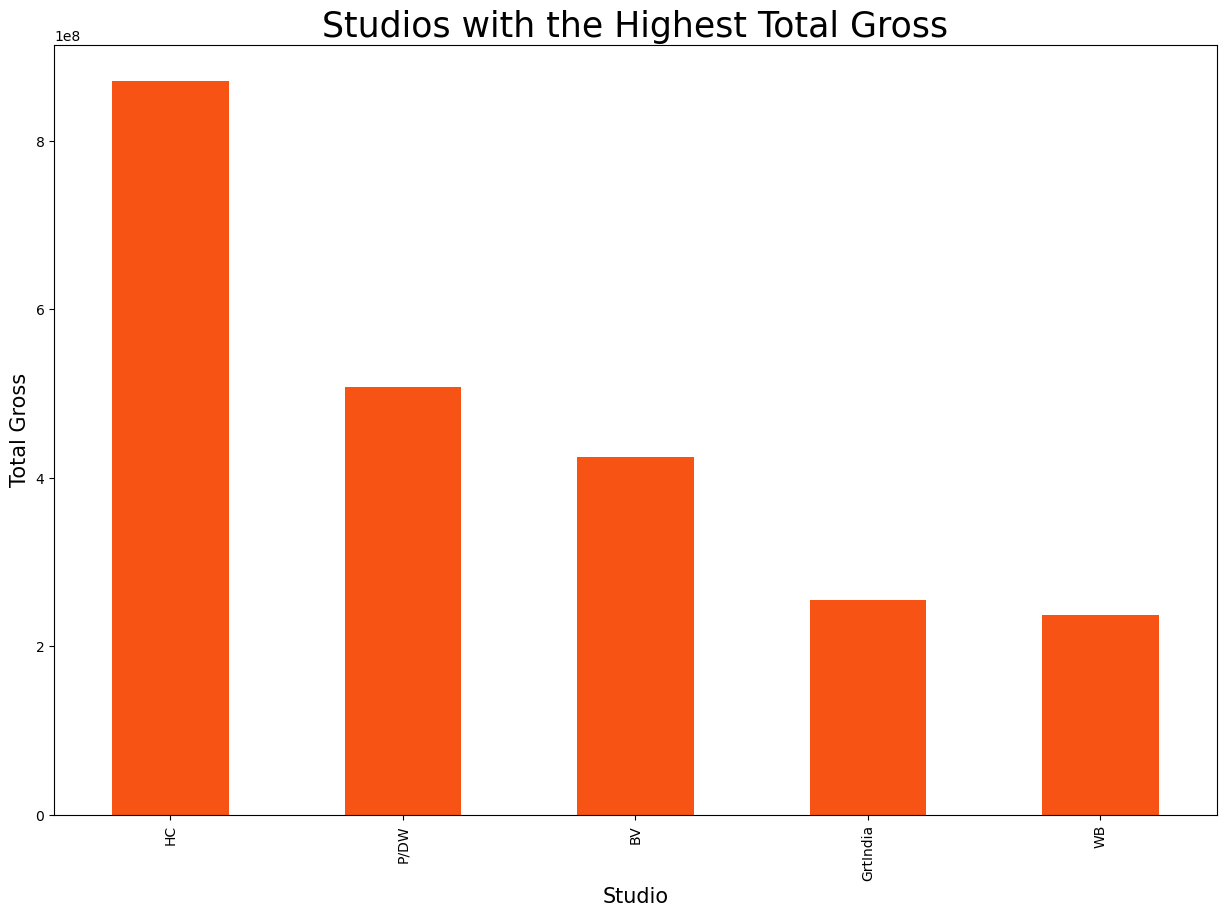 Studios with the Highest Total Gross
1e8
8
6
4
2
0
Total Gross
HC
P/DW
BV
GrtIndia
WB
Studio